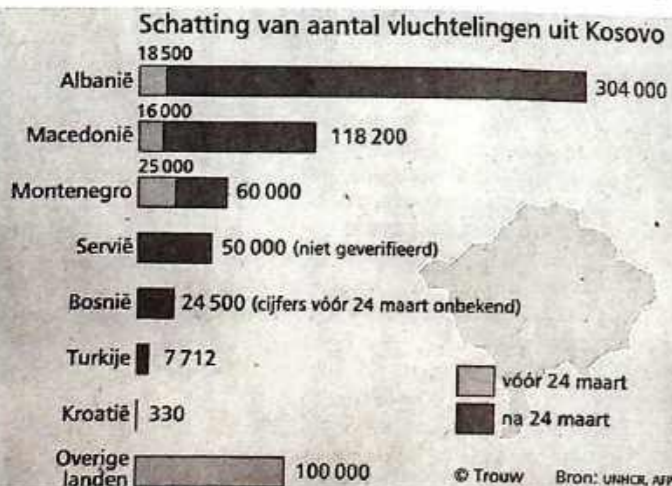 Schatting van aantal vluchtelingen uit Kosovo
18 500
Albanië 304 000
16 000
Macedonië 118 200
25 000
Montenegro 60 000
Servië 50 000 (niet geverifieerd)
Bosnië 24 500 (cijfers vóór 24 maart onbekend)
Turkije 7 712
vóór 24 maart
Kroatië 330
na 24 maart
Overige
landen 100 000
© Trouw Bron: UNHCR,